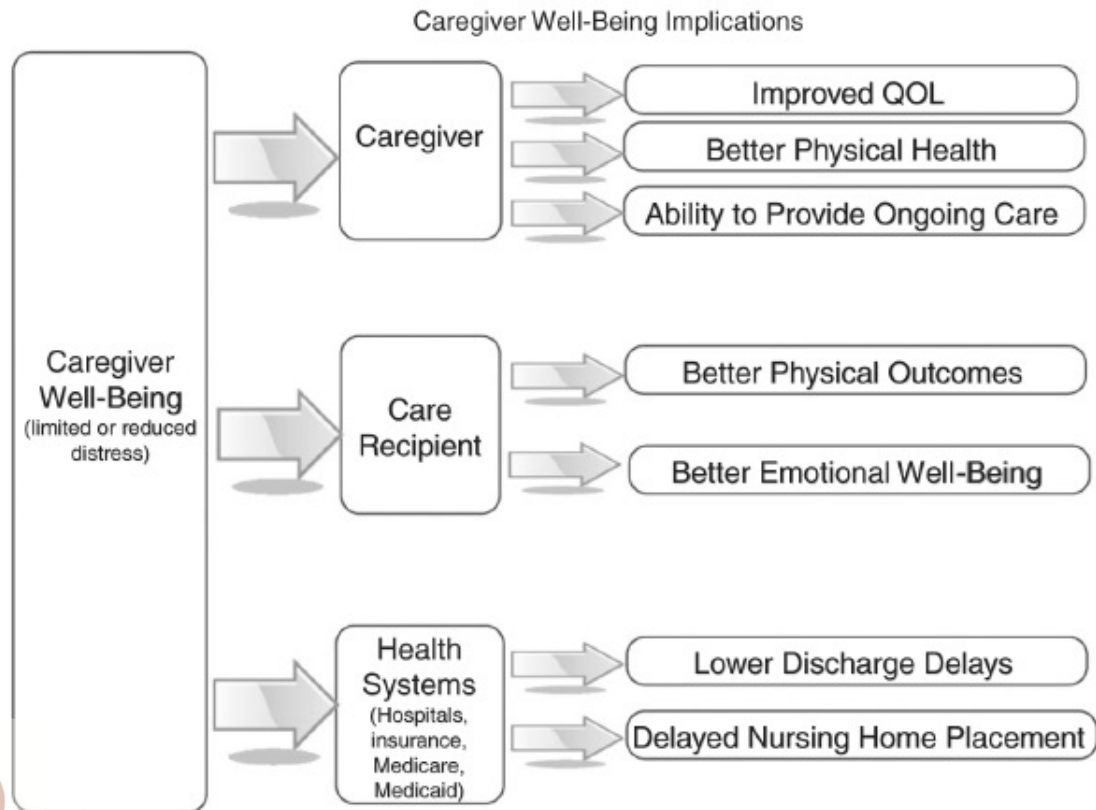 Caregiver Well-Being Implications
Caregiver
Well-Being
(limited or reduced
distress)
Caregiver
Improved QOL
Better Physical Health
Ability to Provide Ongoing Care
Care
Recipient
Better Physical Outcomes
Better Emotional Well-Being
Health
Systems
(Hospitals,
insurance,
Medicare,
Medicaid)
Lower Discharge Delays
Delayed Nursing Home Placement